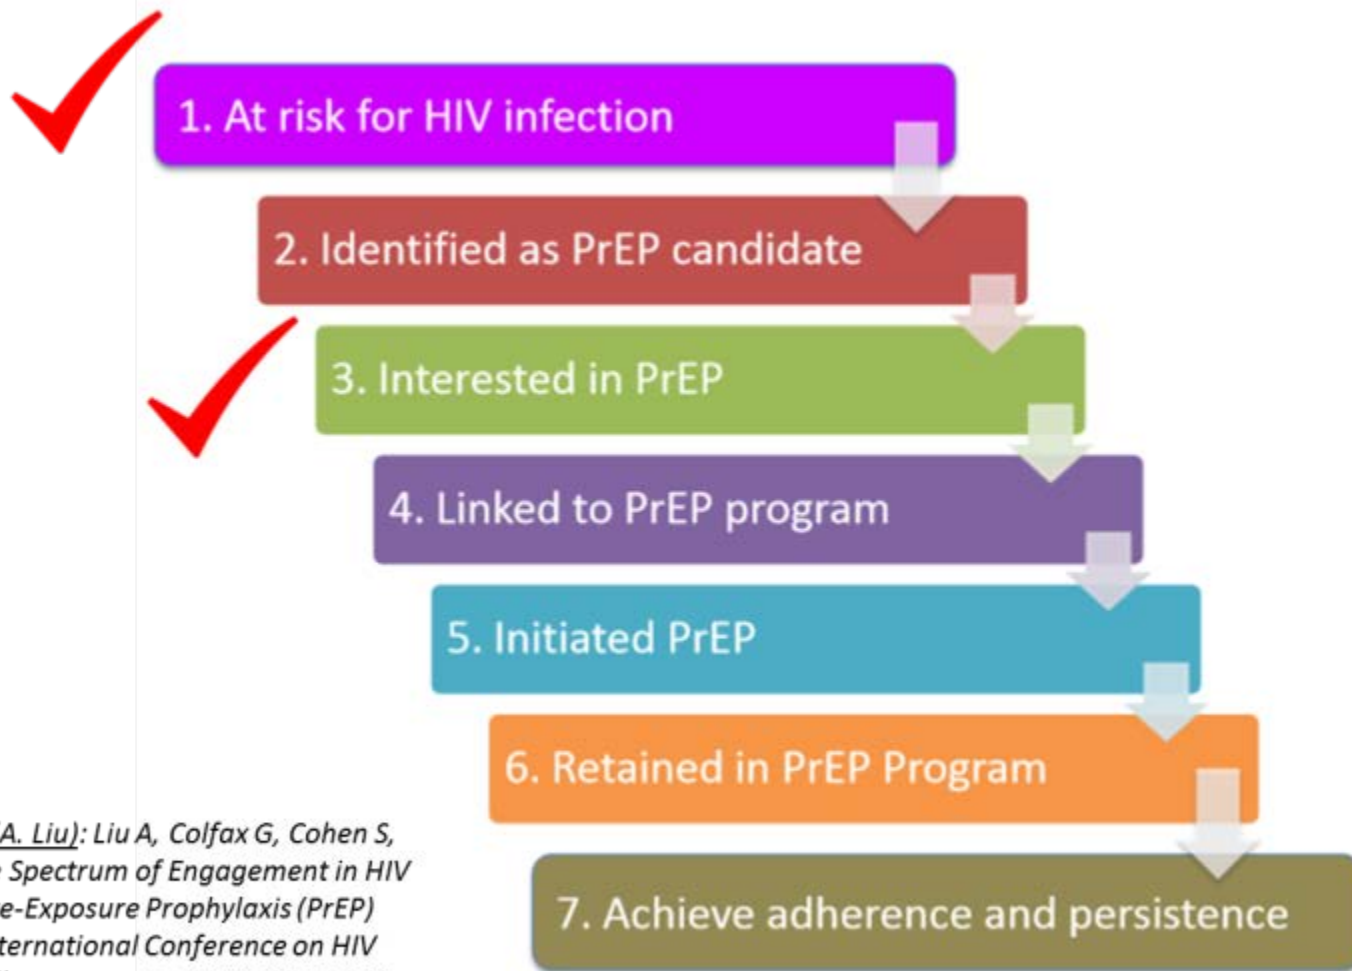 1. At risk for HIV infection
2. Identified as PrEP candidate
3. Interested in PrEP
4. Linked to PrEP program
5. Initiated PrEP
6. Retained in PrEP Program
7. Achieve adherence and persistence
A. Liu): Liu A, Colfax G, Cohen S,
Spectrum of Engagement in HIV
e-Exposure Prophylaxis (PrEP)
ternational Conference on HIV